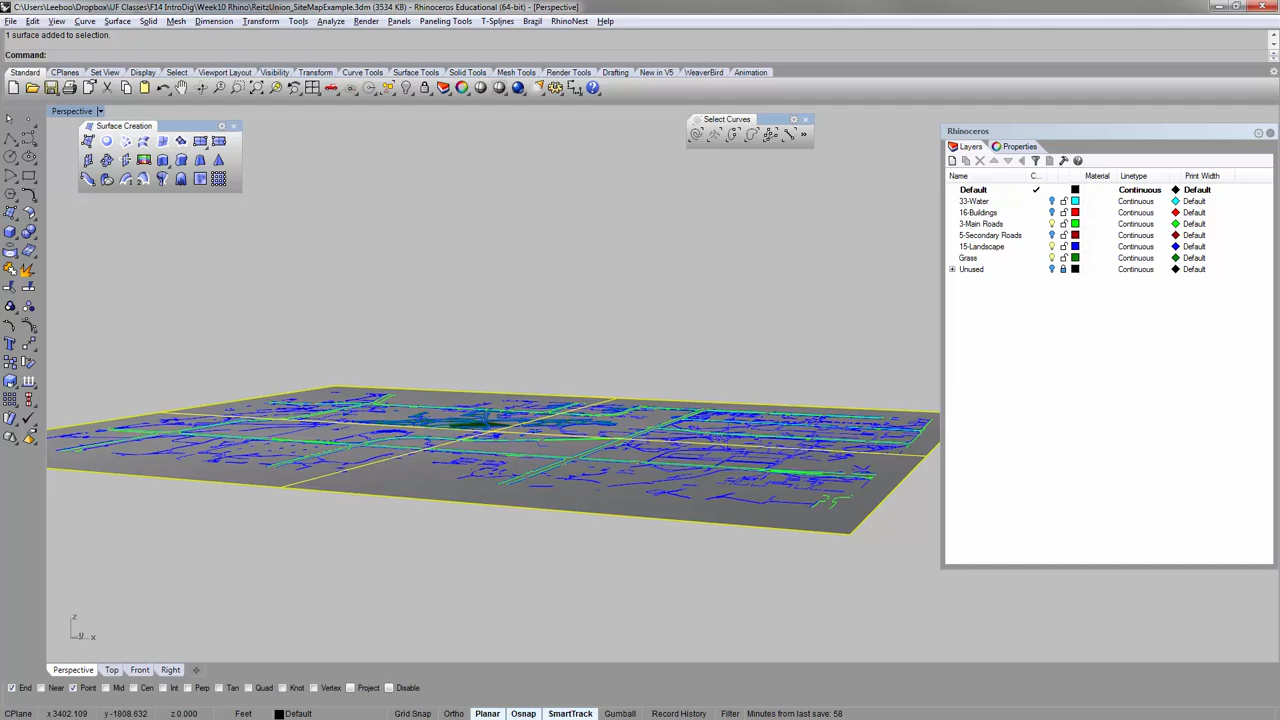 C:\Users\Leeboo\Dropbox\UF Classes\F14 IntroDig\Week10 Rhino\ReitzUnion_SiteMapExample.3dm (3534 KB) - Rhinoceros Educational (64-bit) - [Perspective]
File Edit View Curve Surface Solid Mesh Dimension Transform Tools Analyze Render Panels Paneling Tools T-Splines Brazil RhinoNest Help
1 surface added to selection.
Command:
Standard CPlanes Set View Display Select Viewport Layout Visibility Transform Curve Tools Surface Tools Solid Tools Mesh Tools Render Tools Drafting New in V5 WeaverBird Animation
Perspective
Surface Creation
Select Curves
Rhinoceros
Layers Properties
Name C... Material Linetype Print Width
Default Continuous Default
33-Water Continuous Default
16-Buildings Continuous Default
3-Main Roads Continuous Default
5-Secondary Roads Continuous Default
15-Landscape Continuous Default
Grass Continuous Default
Unused Continuous Default
z
y x
Perspective Top Front Right
End Near Point Mid Cen Int Perp Tan Quad Knot Vertex Project Disable
CPlane x 3402.109 y -1808.632 z 0.000 Feet Default Grid Snap Ortho Planar Osnap SmartTrack Gumball Record History Filter Minutes from last save: 58